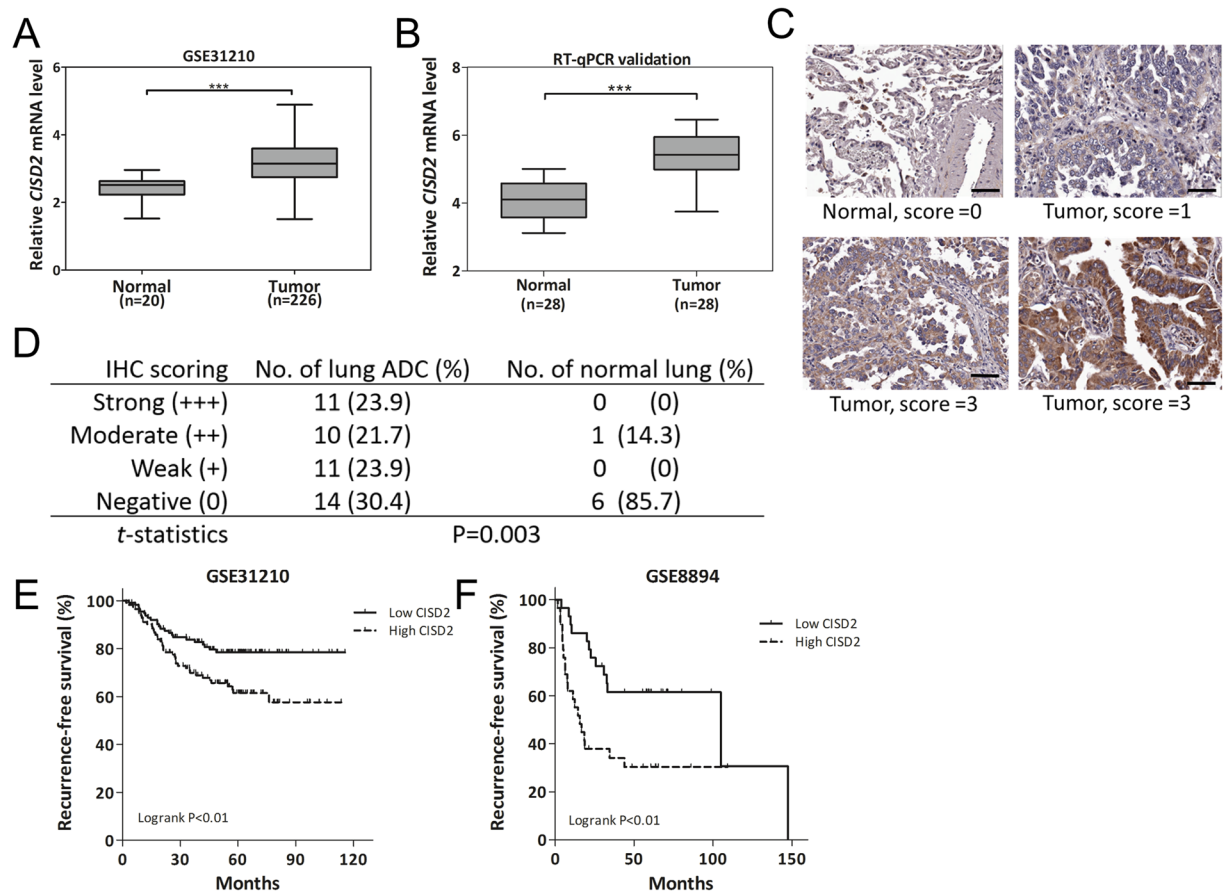 A
GSE31210
Relative CISD2 mRNA level
6
4
2
0
***
Normal
(n=20)
Tumor
(n=226)
B
RT-qPCR validation
Relative CISD2 mRNA level
8
6
4
2
***
Normal
(n=28)
Tumor
(n=28)
C
Normal, score =0
Tumor, score =1
Tumor, score =3
Tumor, score =3
D
IHC scoring No. of lung ADC (%) No. of normal lung (%)
Strong (+++) 11 (23.9) 0 (0)
Moderate (++) 10 (21.7) 1 (14.3)
Weak (+) 11 (23.9) 0 (0)
Negative (0) 14 (30.4) 6 (85.7)
t-statistics P=0.003
E
GSE31210
Recurrence-free survival (%)
100
80
60
40
20
0
Low CISD2
High CISD2
Logrank P<0.01
0 30 60 90 120
Months
F
GSE8894
Recurrence-free survival (%)
100
80
60
40
20
0
Low CISD2
High CISD2
Logrank P<0.01
0 50 100 150
Months